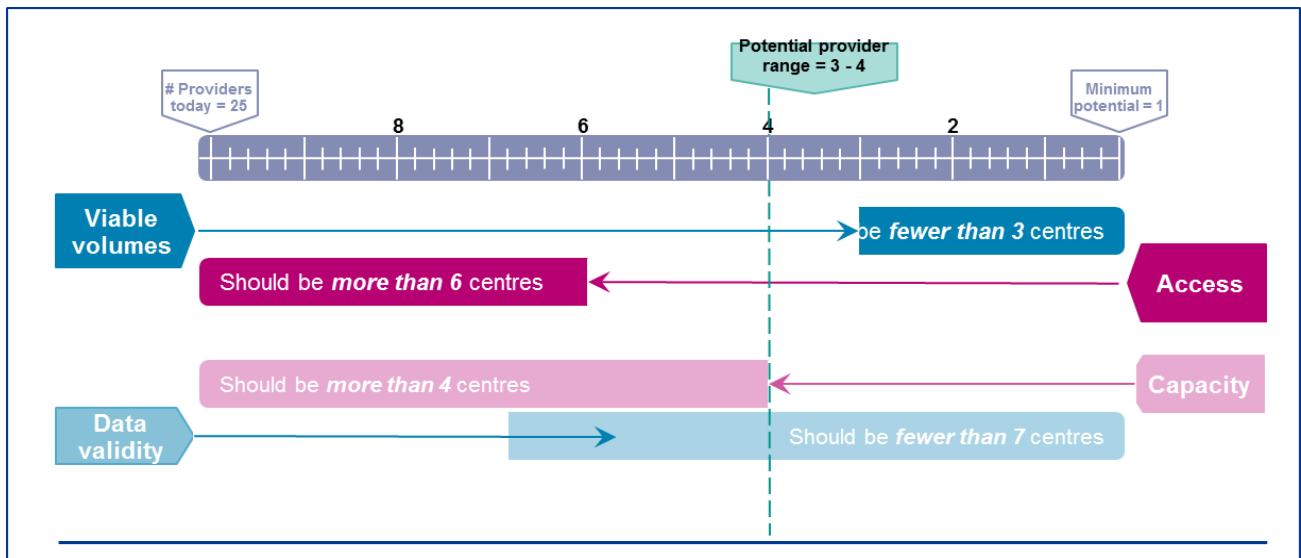 Potential provider
range = 3 - 4
# Providers
today = 25
Minimum
potential = 1
8 6 4 2
Viable
volumes
be fewer than 3 centres
Should be more than 6 centres
Access
Should be more than 4 centres
Capacity
Data
validity
Should be fewer than 7 centres